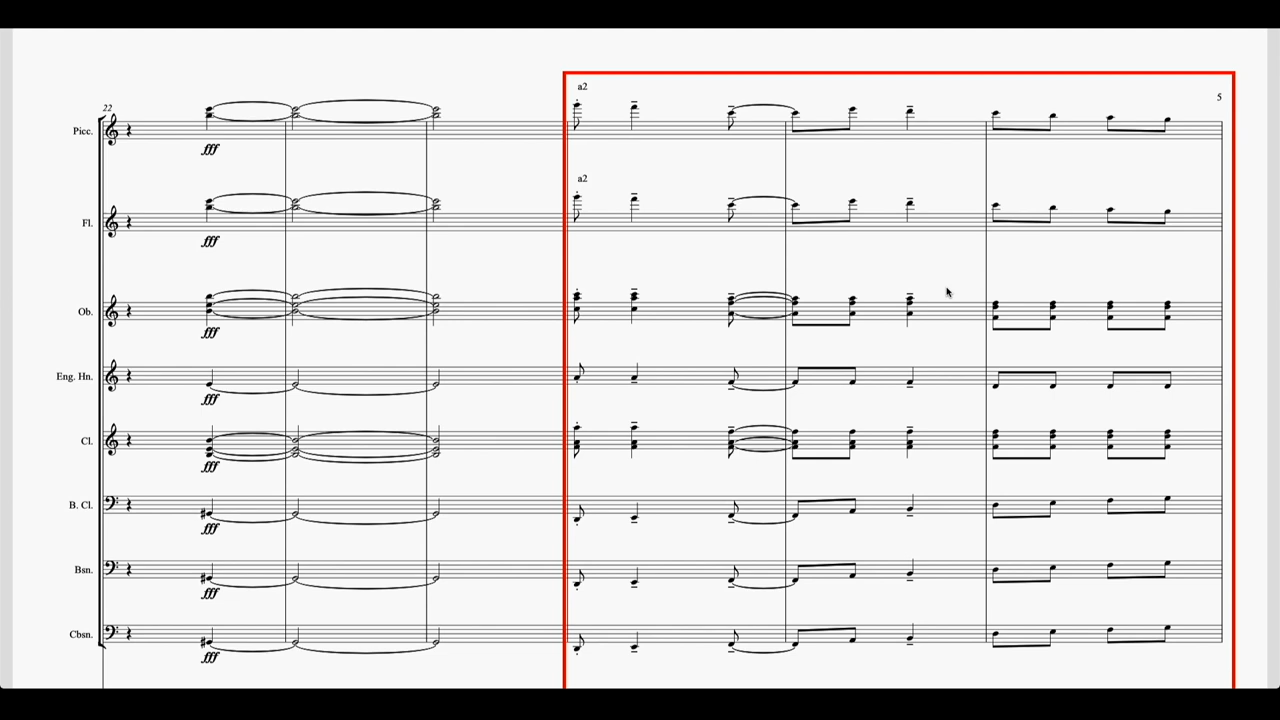 a2
22
5
Picc.
fff
a2
Fl.
fff
Ob.
fff
Eng. Hn.
fff
Cl.
fff
B. Cl.
fff
Bsn.
fff
Cbsn.
fff